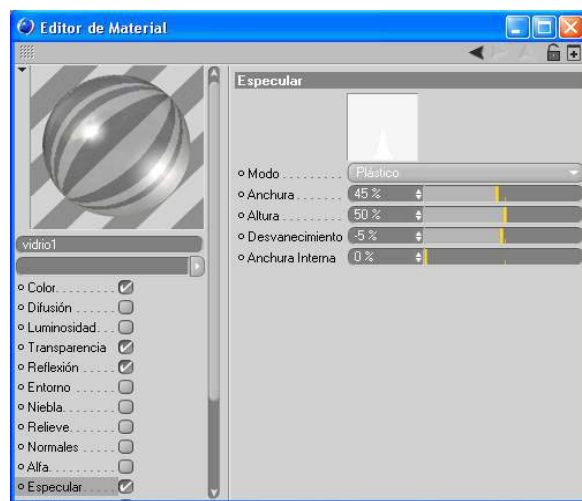 Editor de Material
Especular
Modo Plástico
Anchura 45 %
Altura 50 %
Desvanecimiento -5 %
Anchura Interna 0 %
vidrio1
Color
Difusión
Luminosidad
Transparencia
Reflexión
Entorno
Niebla
Relieve
Normales
Alfa
Especular